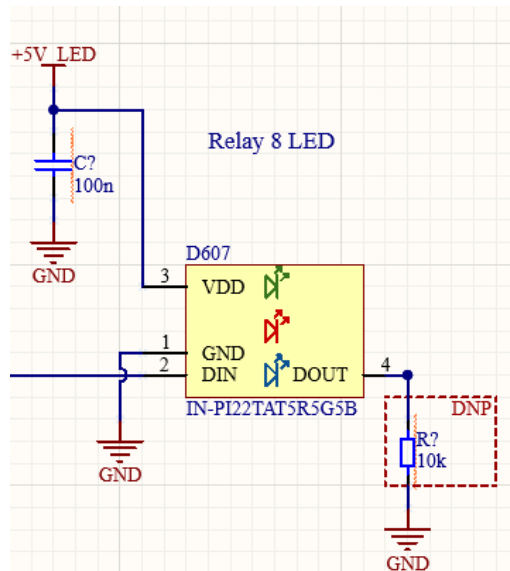 +5V_LED
Relay 8 LED
C?
100n
GND
D607
3
VDD
1
GND
2
DIN
DOUT
4
IN-PI22TAT5R5G5B
GND
DNP
R?
10k
GND